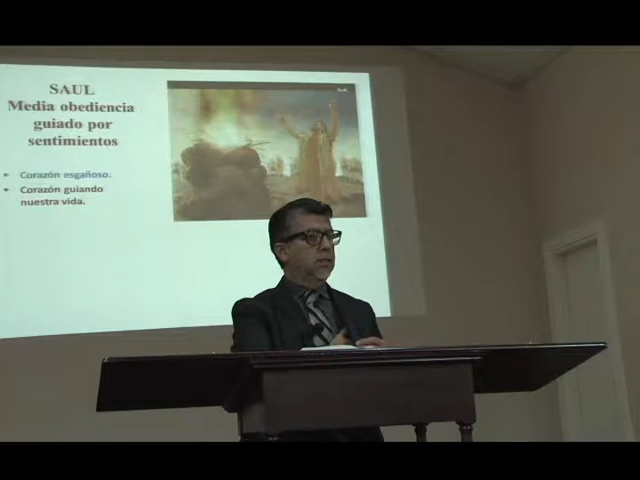 SAUL
Media obediencia
guiado por
sentimientos
Corazón esgañoso.
Corazón guiando
nuestra vida.